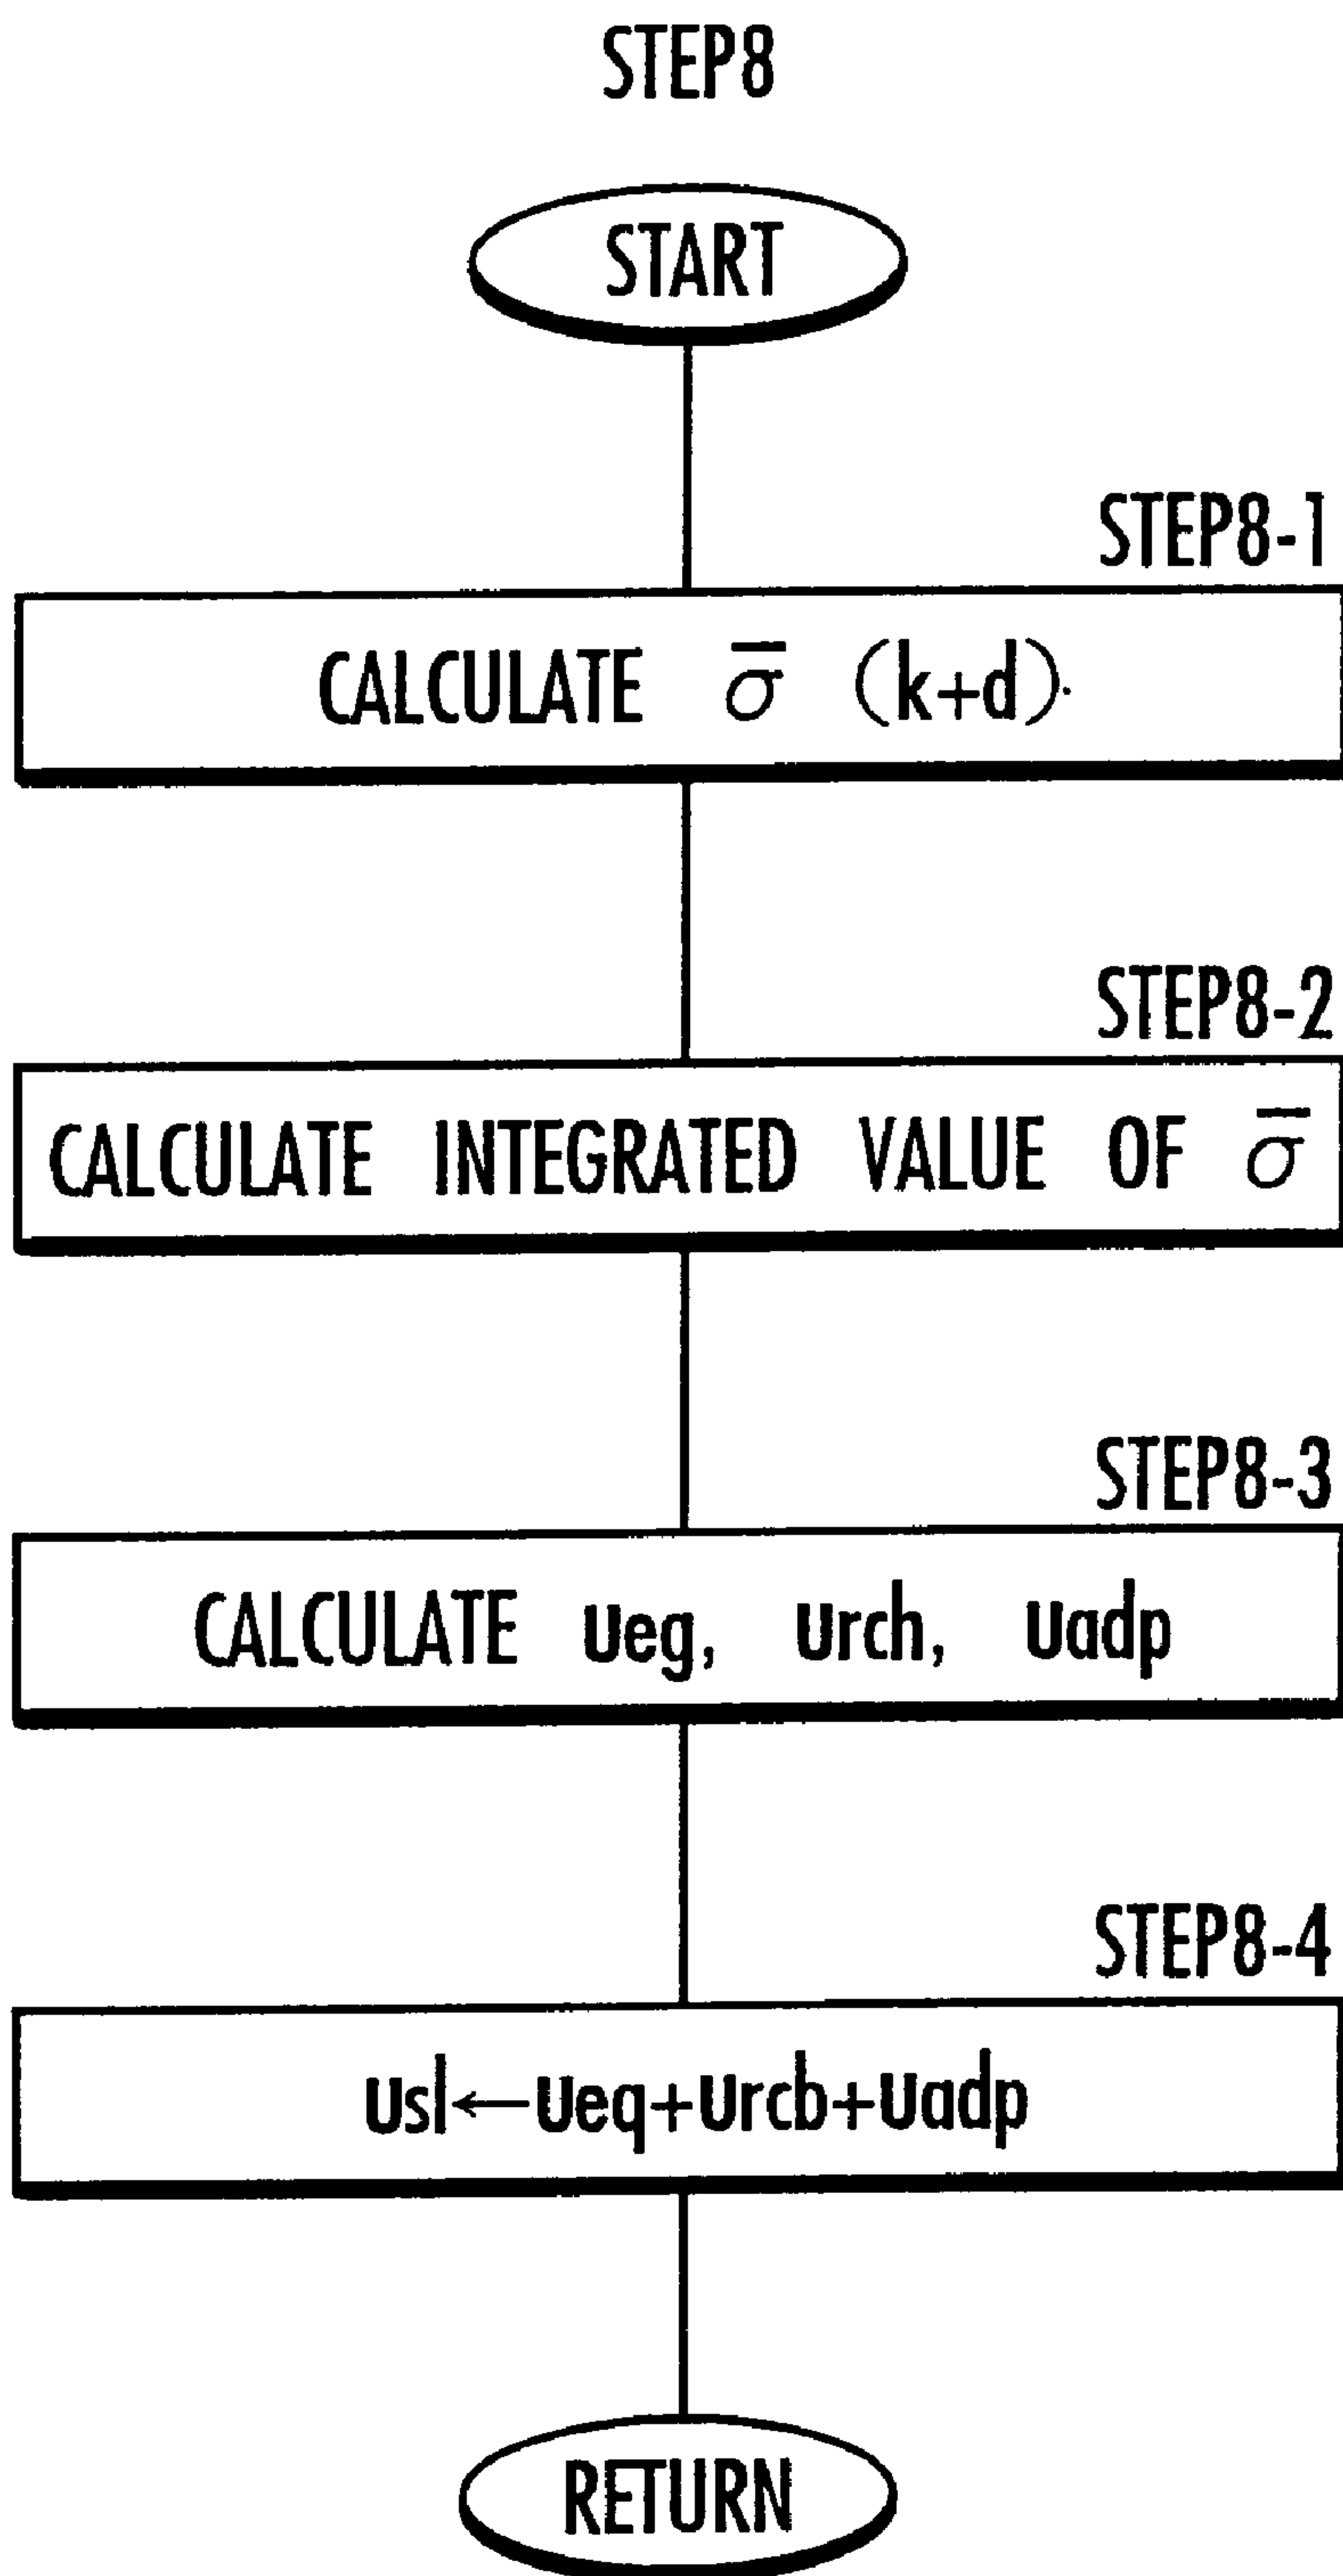 STEP8
START
STEP8-1
CALCULATE σ̅ (k+d)
STEP8-2
CALCULATE INTEGRATED VALUE OF σ̅
STEP8-3
CALCULATE Ueg, Urch, Uadp
STEP8-4
Usl←Ueq+Urcb+Uadp
RETURN